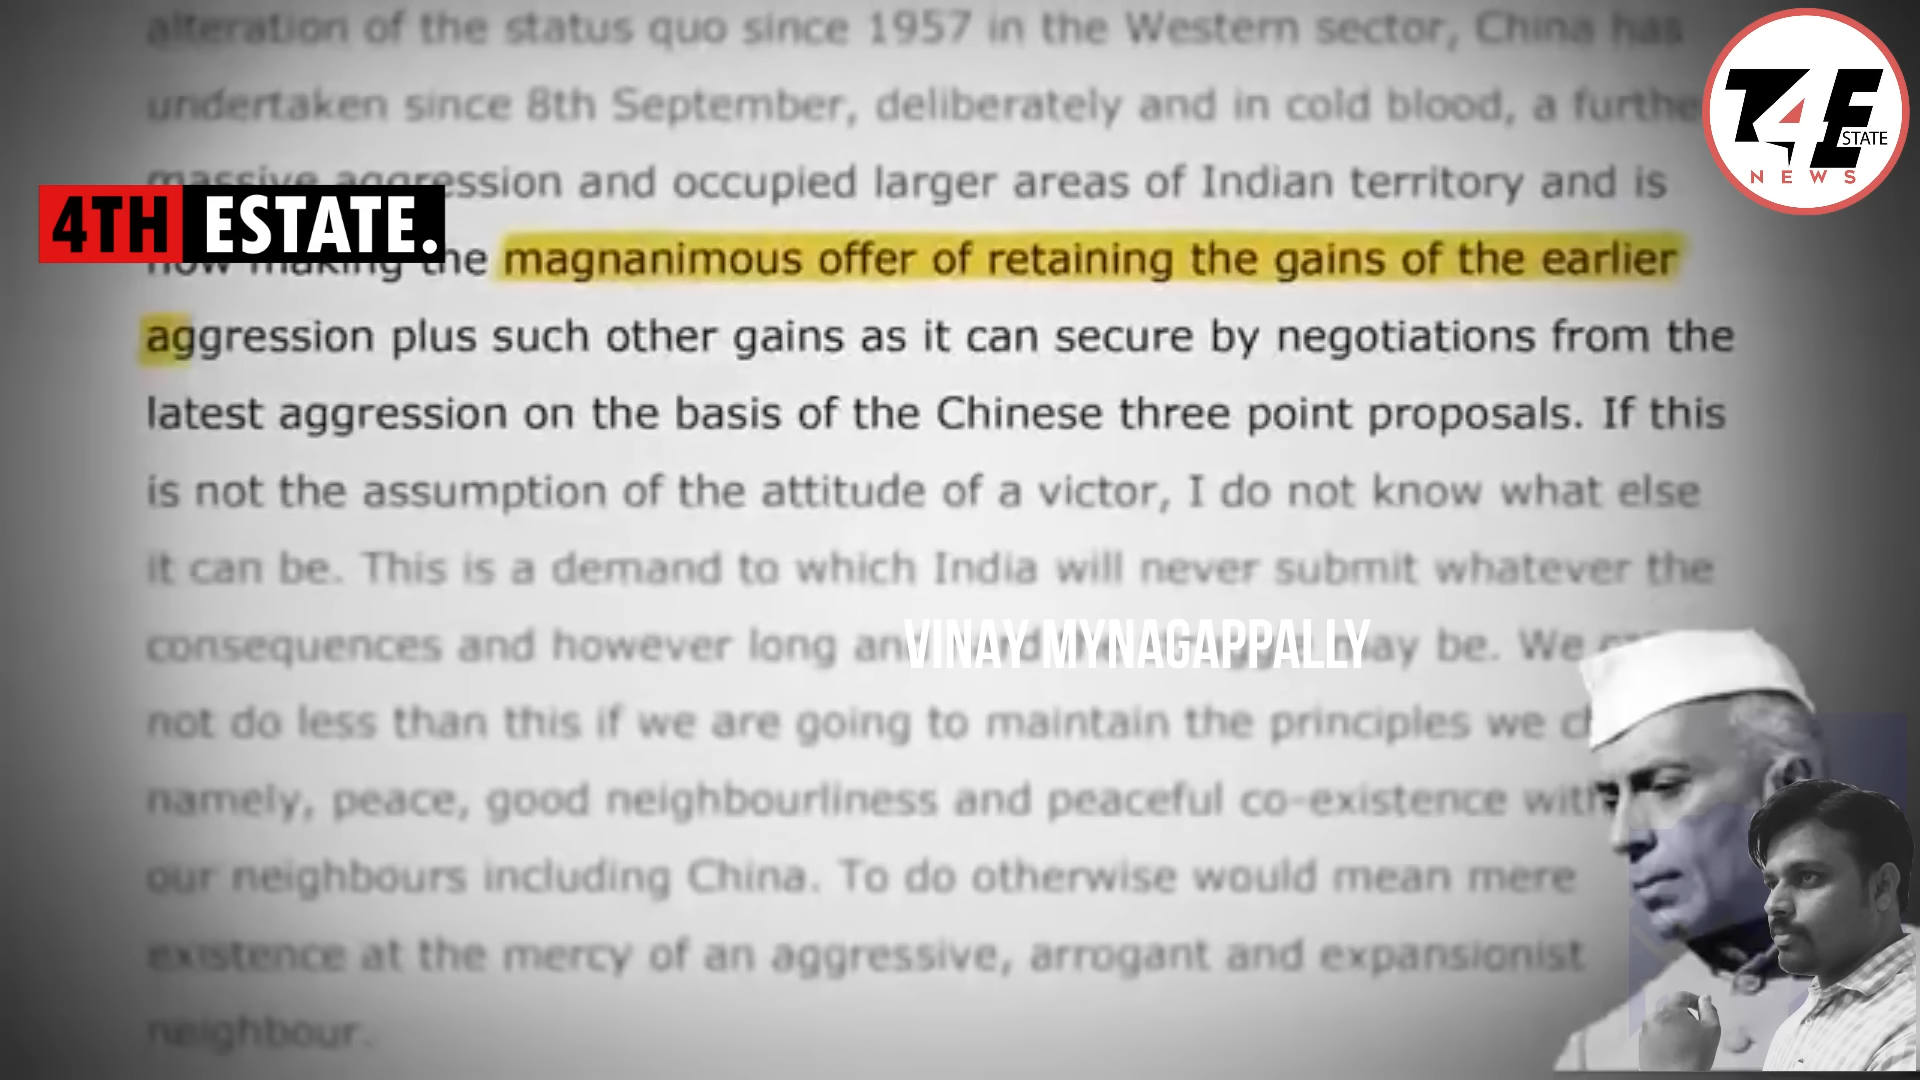 alteration of the status quo since 1957 in the Western sector, China has
undertaken since 8th September, deliberately and in cold blood, a furthe
massive aggression and occupied larger areas of Indian territory and is
now making the magnanimous offer of retaining the gains of the earlier
aggression plus such other gains as it can secure by negotiations from the
latest aggression on the basis of the Chinese three point proposals. If this
is not the assumption of the attitude of a victor, I do not know what else
it can be. This is a demand to which India will never submit whatever the
consequences and however long may be. We
not do less than this if we are going to maintain the principles we
namely, peace, good neighbourliness and peaceful co-existence with
our neighbours including China. To do otherwise would mean mere
existence at the mercy of an aggressive, arrogant and expansionist
neighbour.
4TH ESTATE.
VINAY MYNAGAPPALLY
T4E
STATE
NEWS